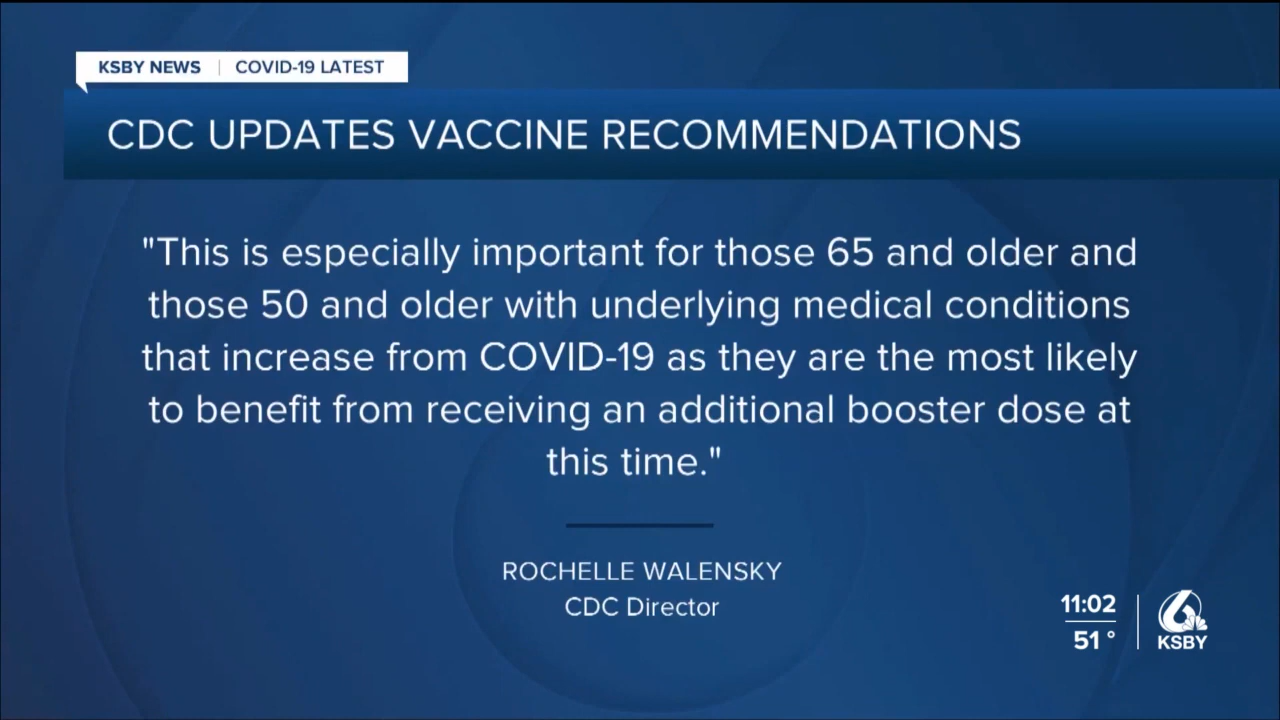 KSBY NEWS | COVID-19 LATEST
CDC UPDATES VACCINE RECOMMENDATIONS
"This is especially important for those 65 and older and
those 50 and older with underlying medical conditions
that increase from COVID-19 as they are the most likely
to benefit from receiving an additional booster dose at
this time."
ROCHELLE WALENSKY
CDC Director
11:02
51 °
6
KSBY